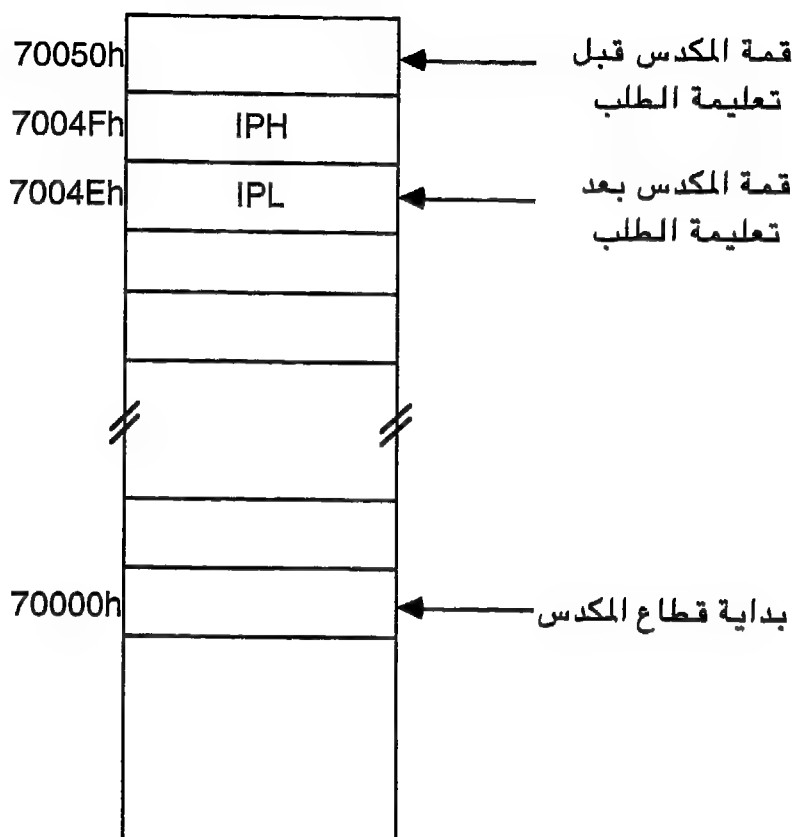 70050h
قمة المكدس قبل
تعليمة الطلب
7004Fh
IPH
7004Eh
IPL
قمة المكدس بعد
تعليمة الطلب
70000h
بداية قطاع المكدس